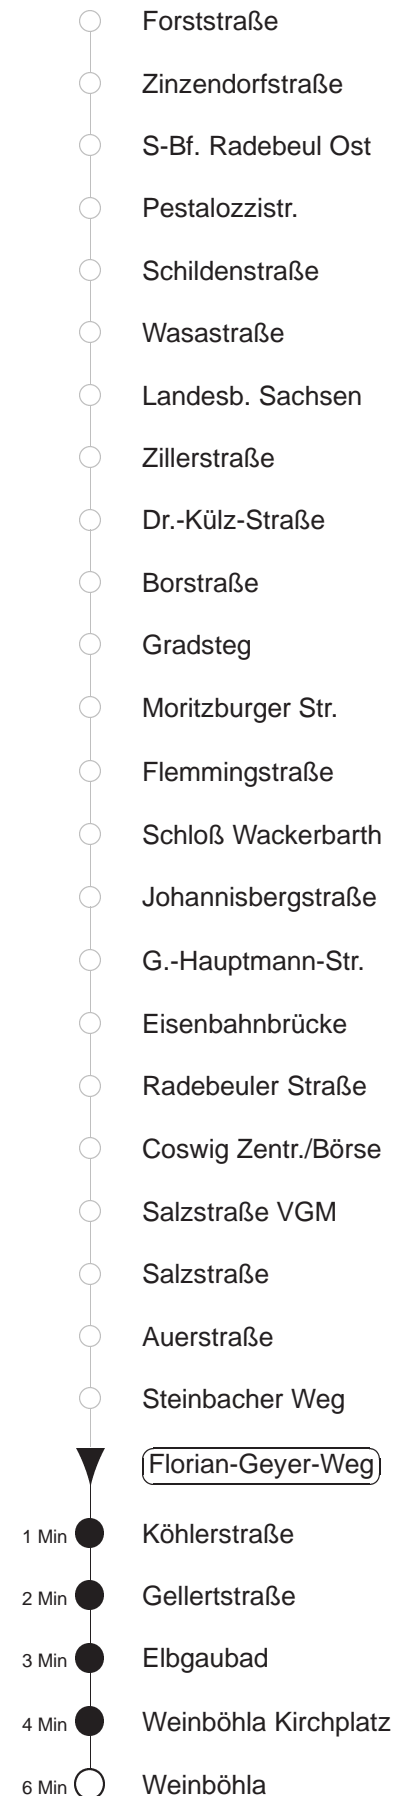 Forststraße
Zinzendorfstraße
S-Bf. Radebeul Ost
Pestalozzistr.
Schildenstraße
Wasastraße
Landesb. Sachsen
Zillerstraße
Dr.-Külz-Straße
Borstraße
Gradsteg
Moritzburger Str.
Flemmingstraße
Schloß Wackerbarth
Johannisbergstraße
G.-Hauptmann-Str.
Eisenbahnbrücke
Radebeuler Straße
Coswig Zentr./Börse
Salzstraße VGM
Salzstraße
Auerstraße
Steinbacher Weg
Florian-Geyer-Weg
1 Min Köhlerstraße
2 Min Gellertstraße
3 Min Elbgaubad
4 Min Weinböhla Kirchplatz
6 Min Weinböhla